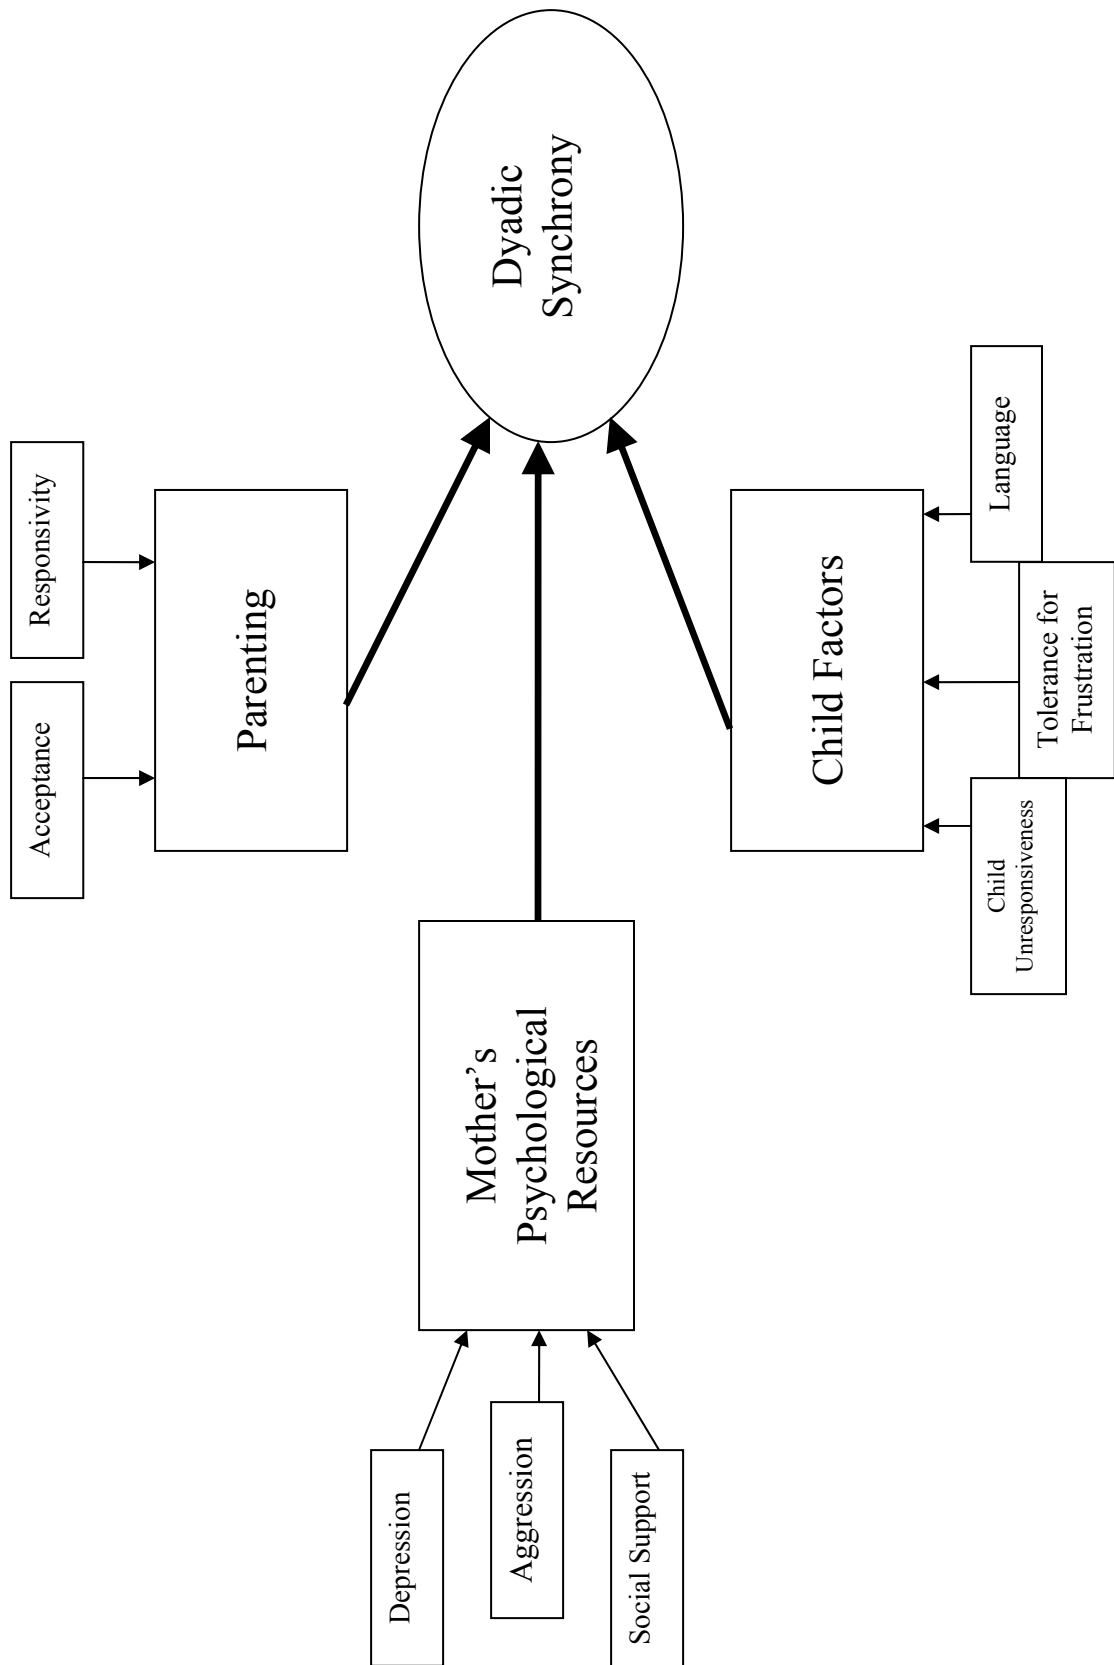 Acceptance
Responsivity
Parenting
Depression
Aggression
Social Support
Mother’s
Psychological
Resources
Dyadic
Synchrony
Child Factors
Child
Unresponsiveness
Tolerance for
Frustration
Language